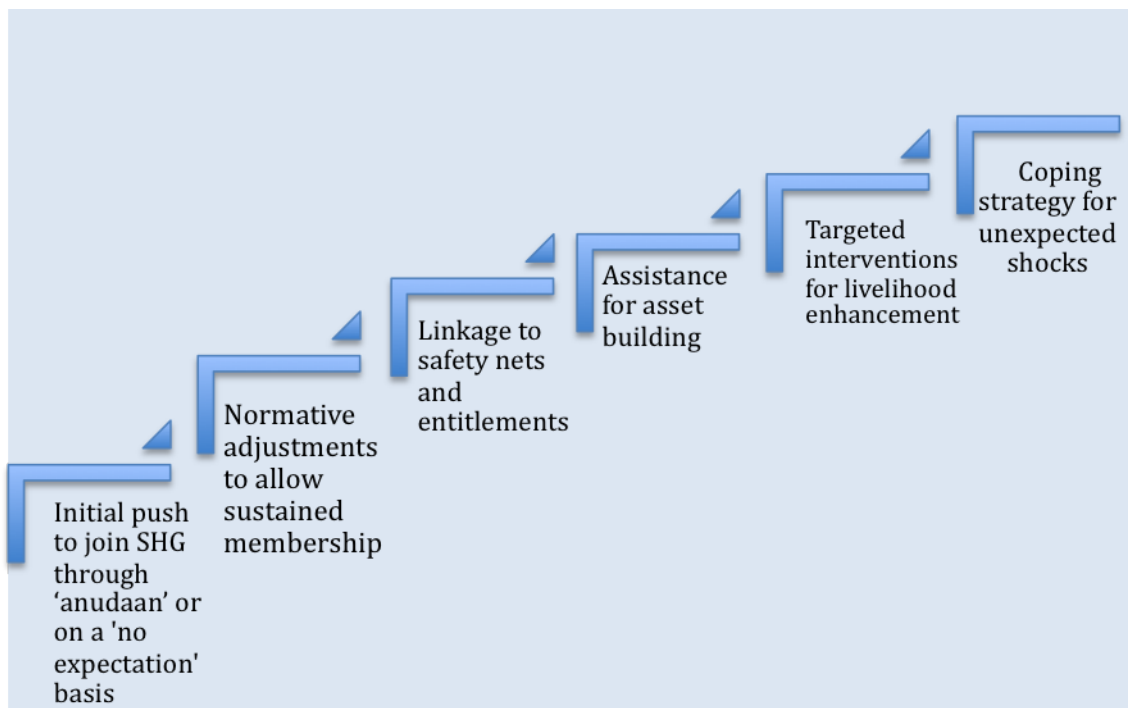 Initial push
to join SHG
through
‘anudaan’ or
on a 'no
expectation'
basis
Normative
adjustments
to allow
sustained
membership
Linkage to
safety nets
and
entitlements
Assistance
for asset
building
Targeted
interventions
for livelihood
enhancement
Coping
strategy for
unexpected
shocks